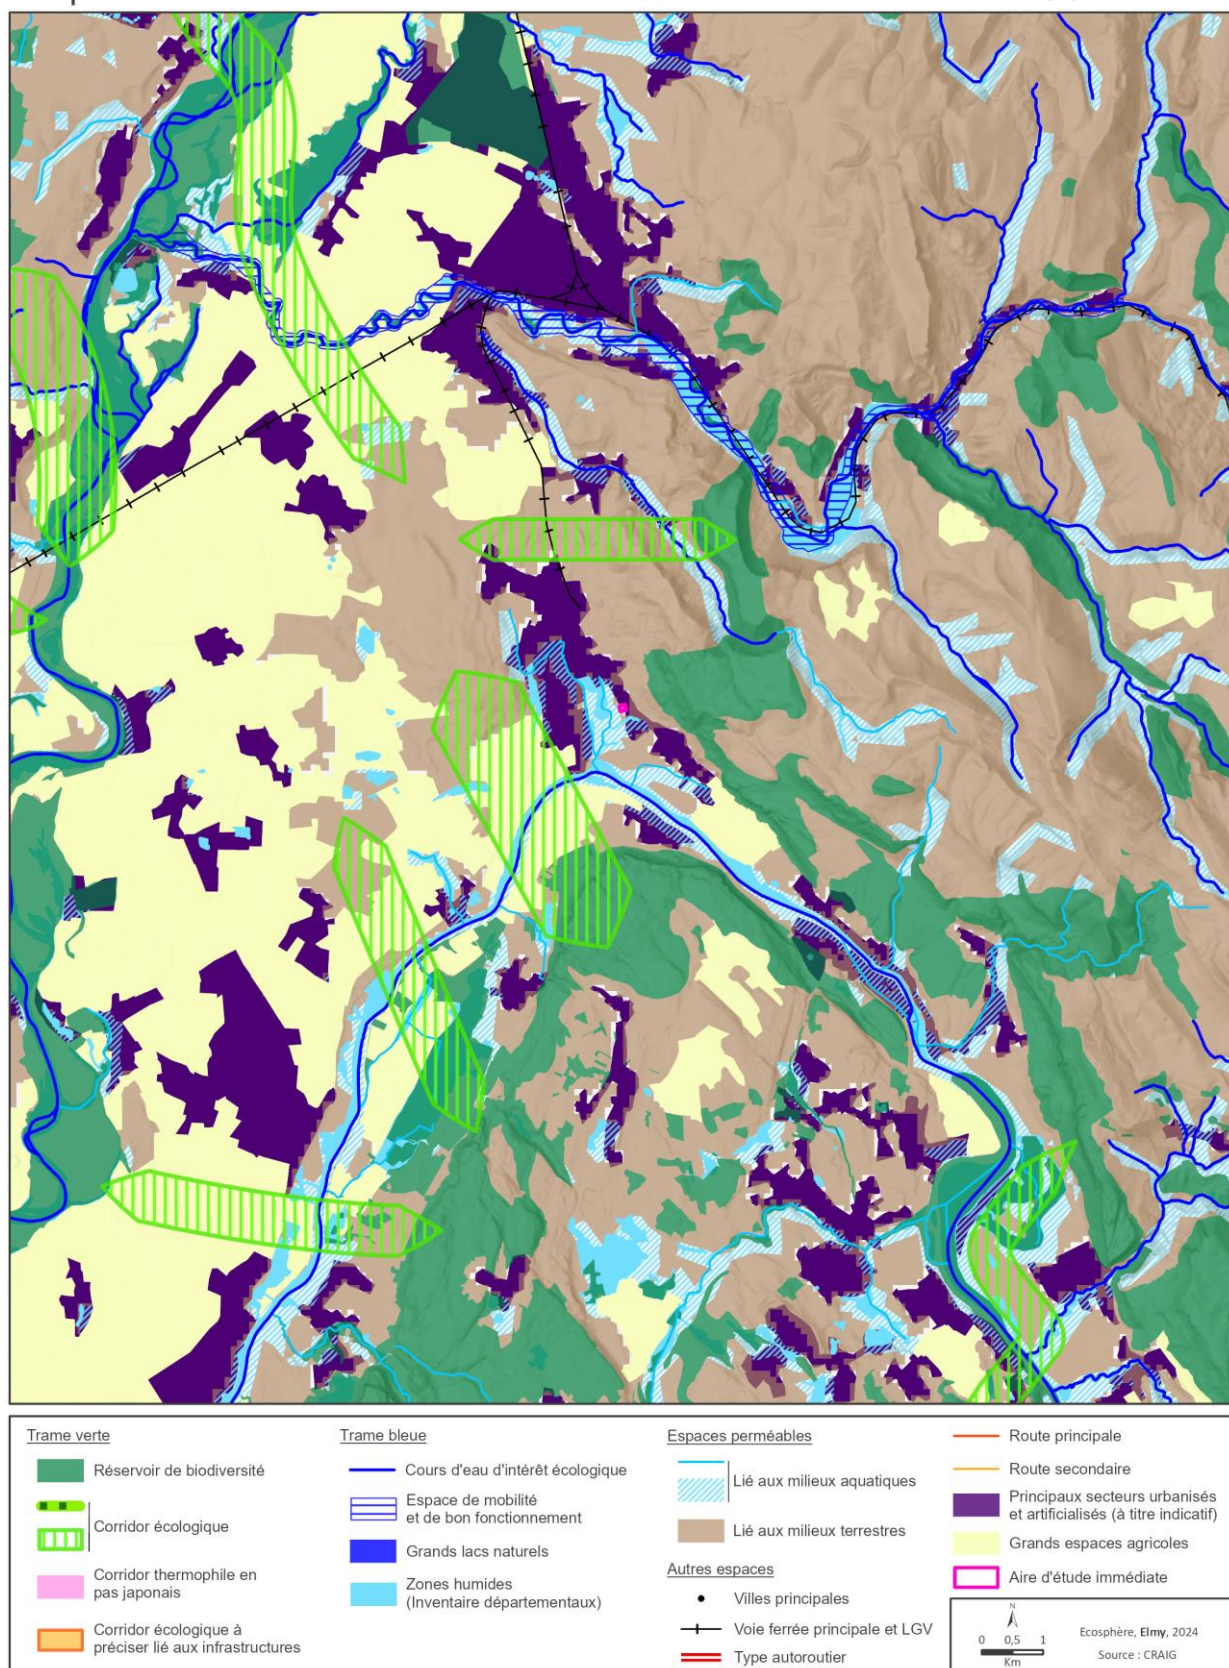 Trame verte
Réservoir de biodiversité
Corridor écologique
Corridor thermophile en
pas japonais
Corridor écologique à
préciser lié aux infrastructures
Trame bleue
Cours d'eau d'intérêt écologique
Espace de mobilité
et de bon fonctionnement
Grands lacs naturels
Zones humides
(Inventaire départementaux)
Espaces perméables
Lié aux milieux aquatiques
Lié aux milieux terrestres
Autres espaces
Villes principales
Voie ferrée principale et LGV
Type autoroutier
Route principale
Route secondaire
Principaux secteurs urbanisés
et artificialisés (à titre indicatif)
Grands espaces agricoles
Aire d'étude immédiate
N
0 0,5 1
Km
Ecosphère, Elmy, 2024
Source : CRAIG